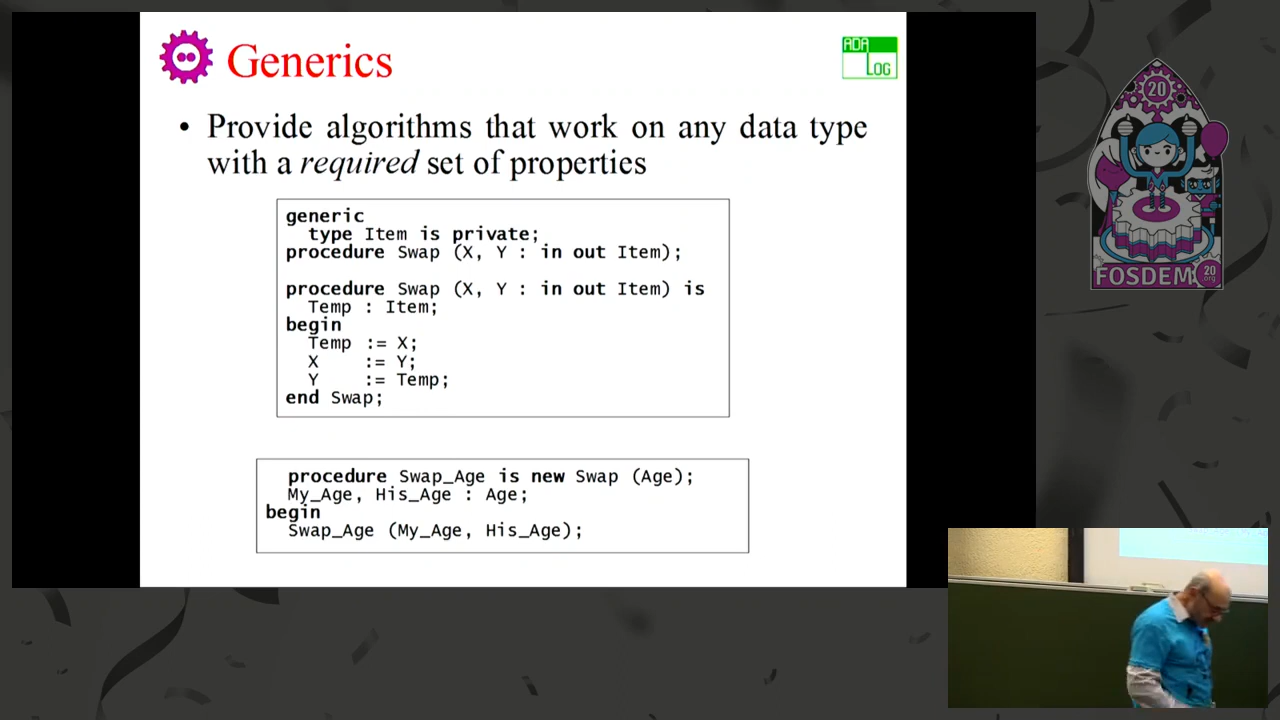 Generics
ADA
LOG
• Provide algorithms that work on any data type
with a required set of properties
generic
type Item is private;
procedure Swap (X, Y : in out Item);
procedure Swap (X, Y : in out Item) is
Temp : Item;
begin
Temp := X;
X := Y;
Y := Temp;
end Swap;
procedure Swap_Age is new Swap (Age);
My_Age, His_Age : Age;
begin
Swap_Age (My_Age, His_Age);
20
FOSDEM
20
.org